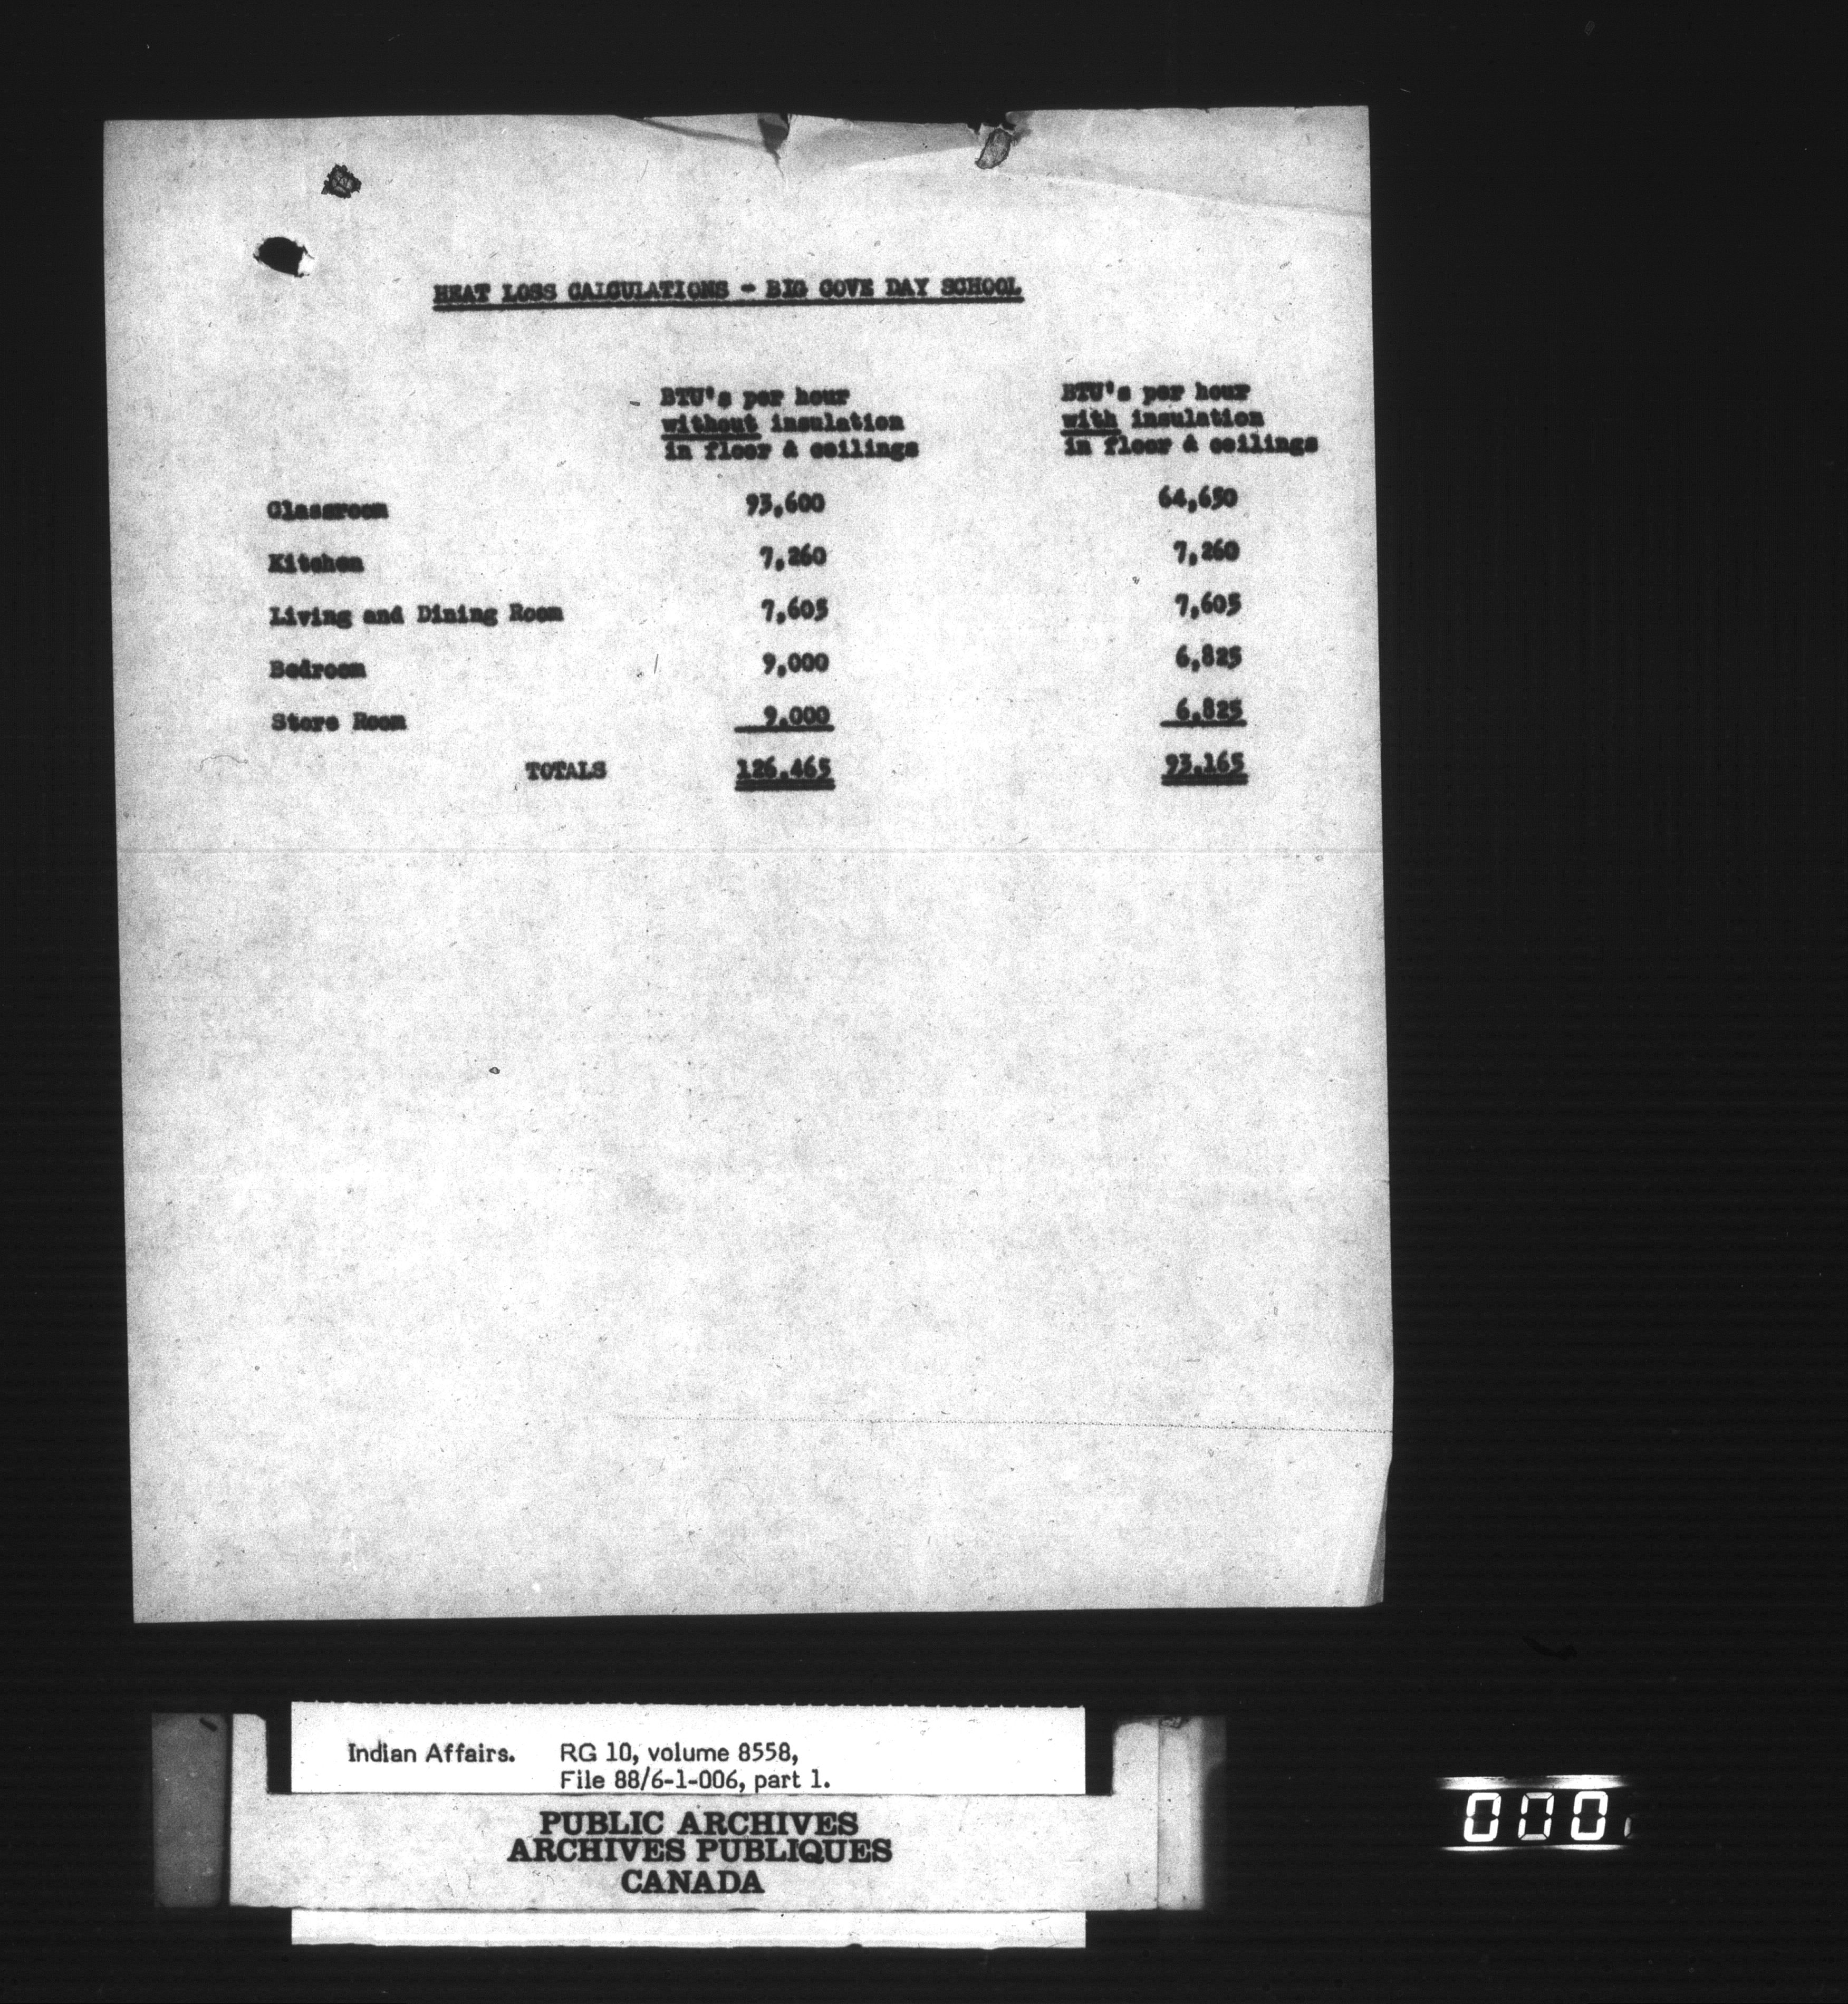 HEAT LOSS CALCULATIONS - BIG COVE DAY SCHOOL
BTU's per hour without insulation in floor & ceilings
BTU's per hour with insulation in floor & ceilings
Classroom 93,600 64,650
Kitchen 7,260 7,260
Living and Dining Room 7,605 7,605
Bedroom 9,000 6,825
Store Room 9,000 6,825
TOTALS 126,465 93,165
Indian Affairs. RG 10, volume 8558,
File 88/6-1-006, part 1.
PUBLIC ARCHIVES
ARCHIVES PUBLIQUES
CANADA
000